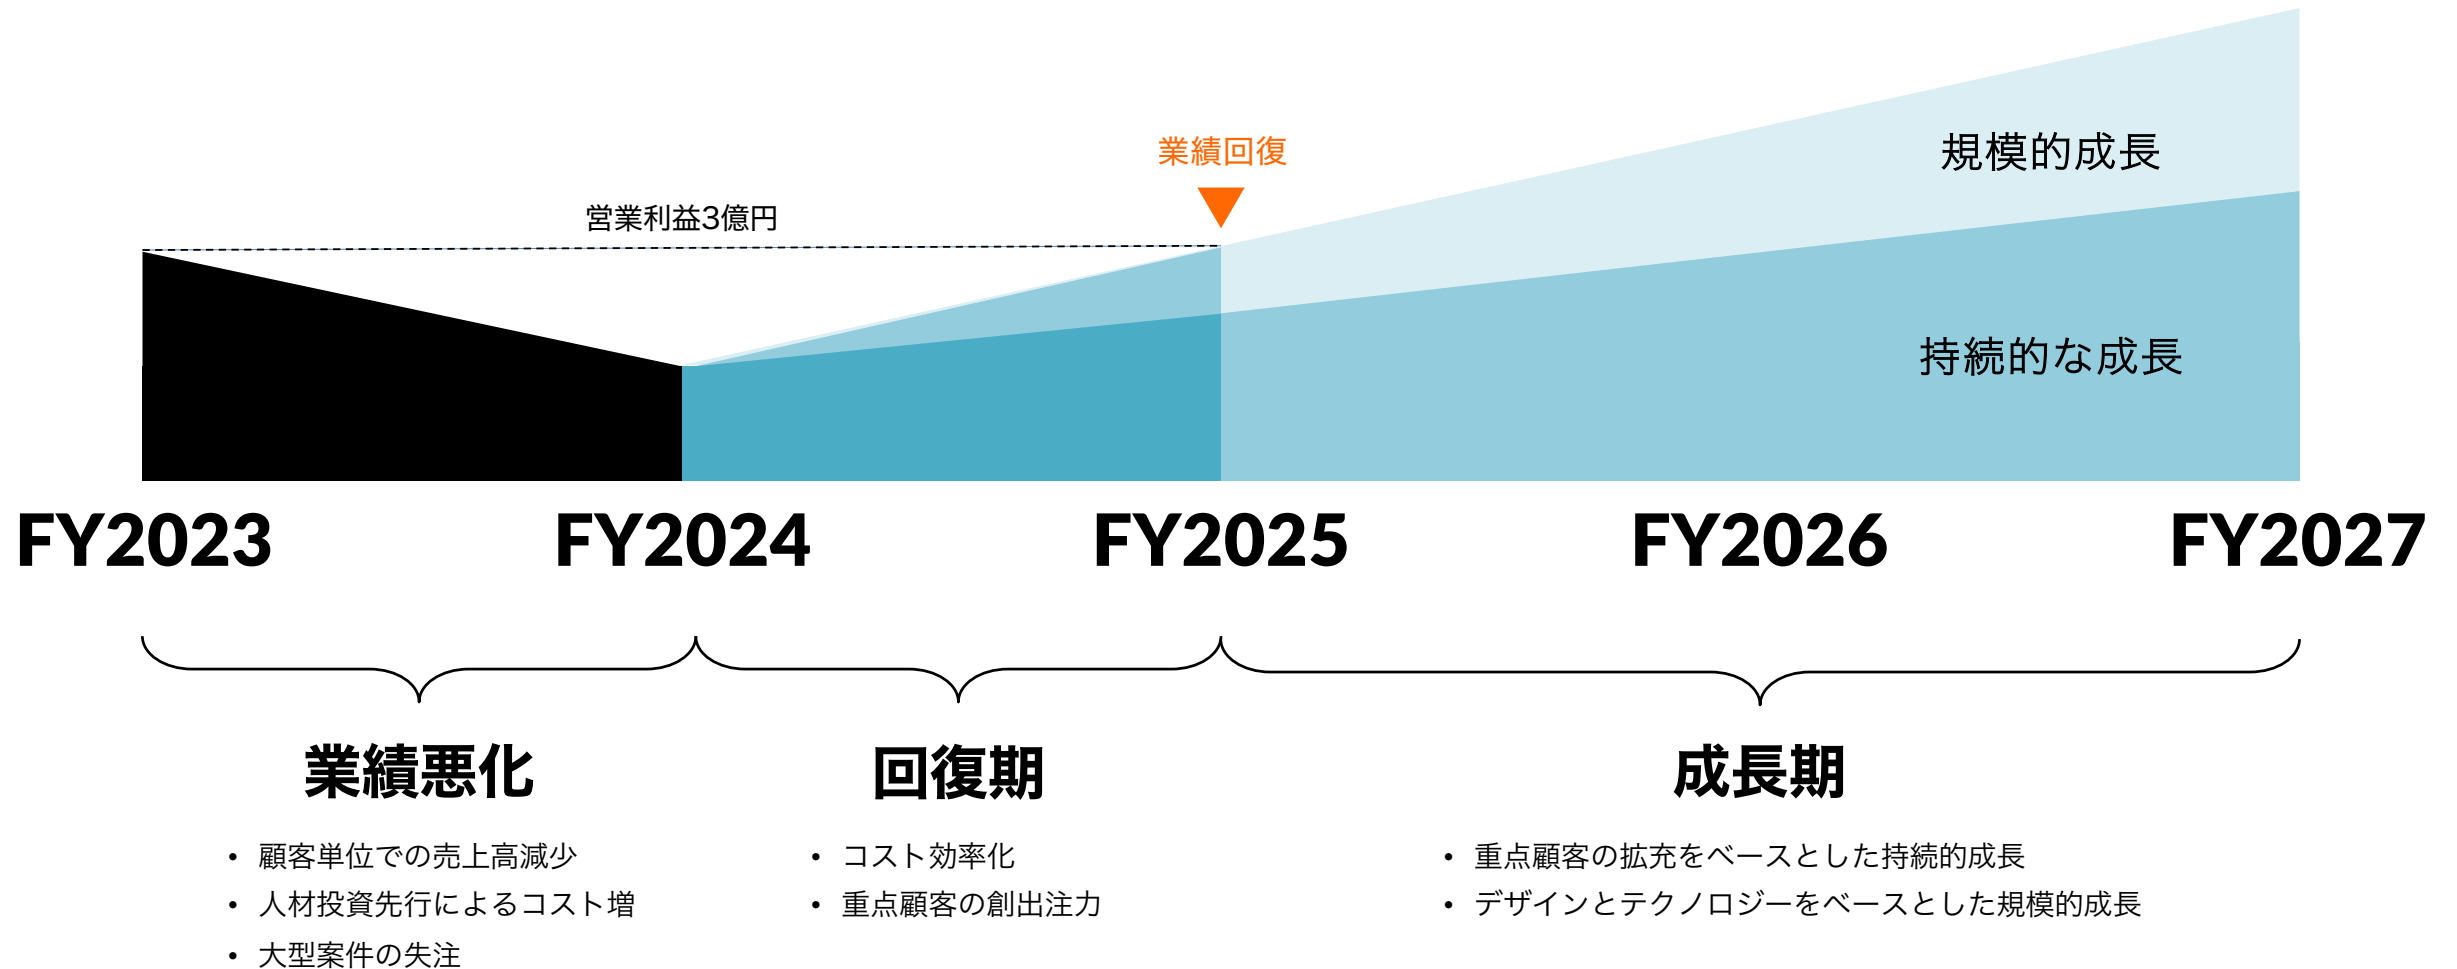 業績回復
規模的成長
営業利益3億円
持続的な成長
FY2023
FY2024
FY2025
FY2026
FY2027
業績悪化
• 顧客単位での売上高減少
• 人材投資先行によるコスト増
• 大型案件の失注
回復期
• コスト効率化
• 重点顧客の創出注力
成長期
• 重点顧客の拡充をベースとした持続的成長
• デザインとテクノロジーをベースとした規模的成長